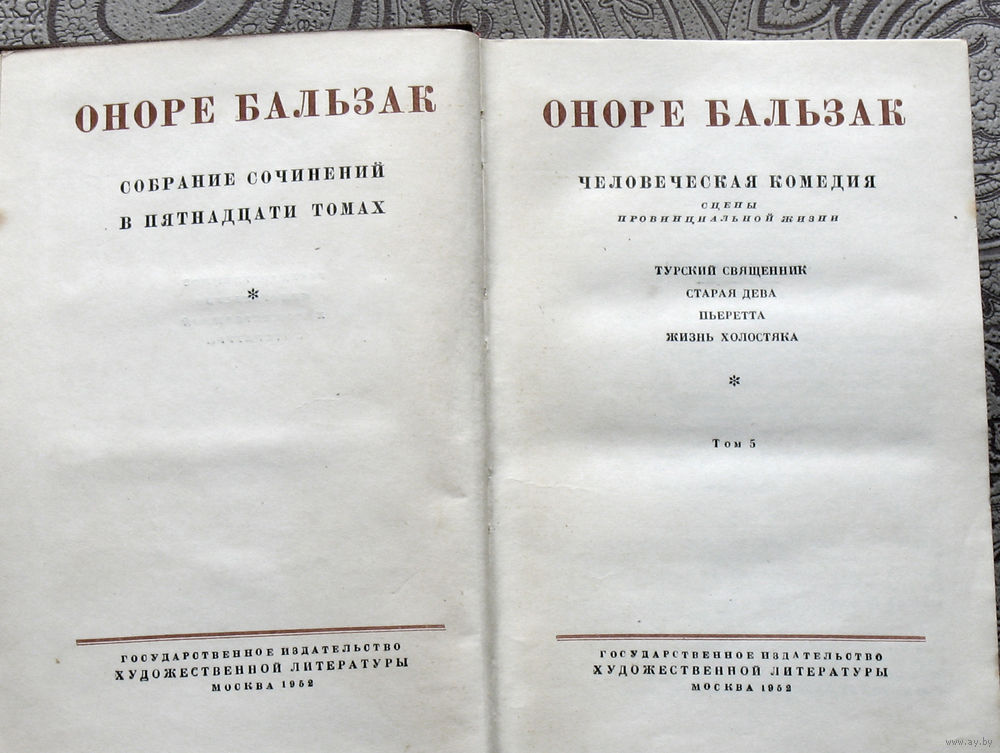 ОНОРЕ БАЛЬЗАК
СОБРАНИЕ СОЧИНЕНИЙ
В ПЯТНАДЦАТИ ТОМАХ
*
ГОСУДАРСТВЕННОЕ ИЗДАТЕЛЬСТВО
ХУДОЖЕСТВЕННОЙ ЛИТЕРАТУРЫ
МОСКВА 1952
ОНОРЕ БАЛЬЗАК
ЧЕЛОВЕЧЕСКАЯ КОМЕДИЯ
СЦЕНЫ
ПРОВИНЦИАЛЬНОЙ ЖИЗНИ
ТУРСКИЙ СВЯЩЕННИК
СТАРАЯ ДЕВА
ПЬЕРЕТТА
ЖИЗНЬ ХОЛОСТЯКА
*
Том 5
ГОСУДАРСТВЕННОЕ ИЗДАТЕЛЬСТВО
ХУДОЖЕСТВЕННОЙ ЛИТЕРАТУРЫ
МОСКВА 1952
www.ay.by